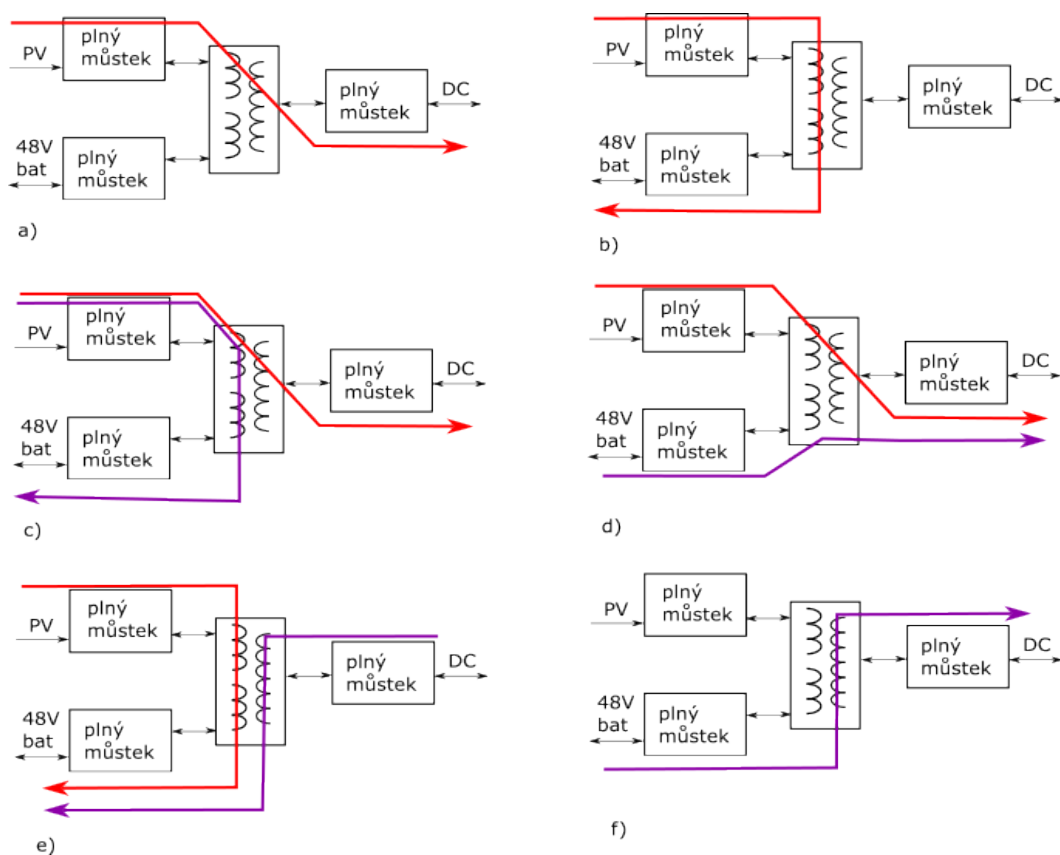 PV
plný
můstek
48V
bat
plný
můstek
plný
můstek
DC
a)
PV
plný
můstek
48V
bat
plný
můstek
plný
můstek
DC
b)
PV
plný
můstek
48V
bat
plný
můstek
plný
můstek
DC
c)
PV
plný
můstek
48V
bat
plný
můstek
plný
můstek
DC
d)
PV
plný
můstek
48V
bat
plný
můstek
plný
můstek
DC
e)
PV
plný
můstek
48V
bat
plný
můstek
plný
můstek
DC
f)